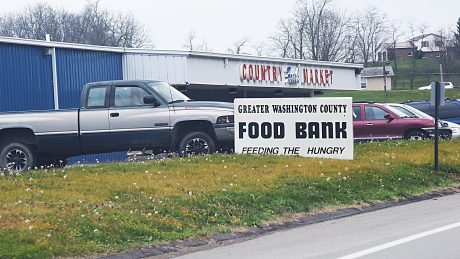 COUNTRY MARKET
GREATER WASHINGTON COUNTY
FOOD BANK
FEEDING THE HUNGRY